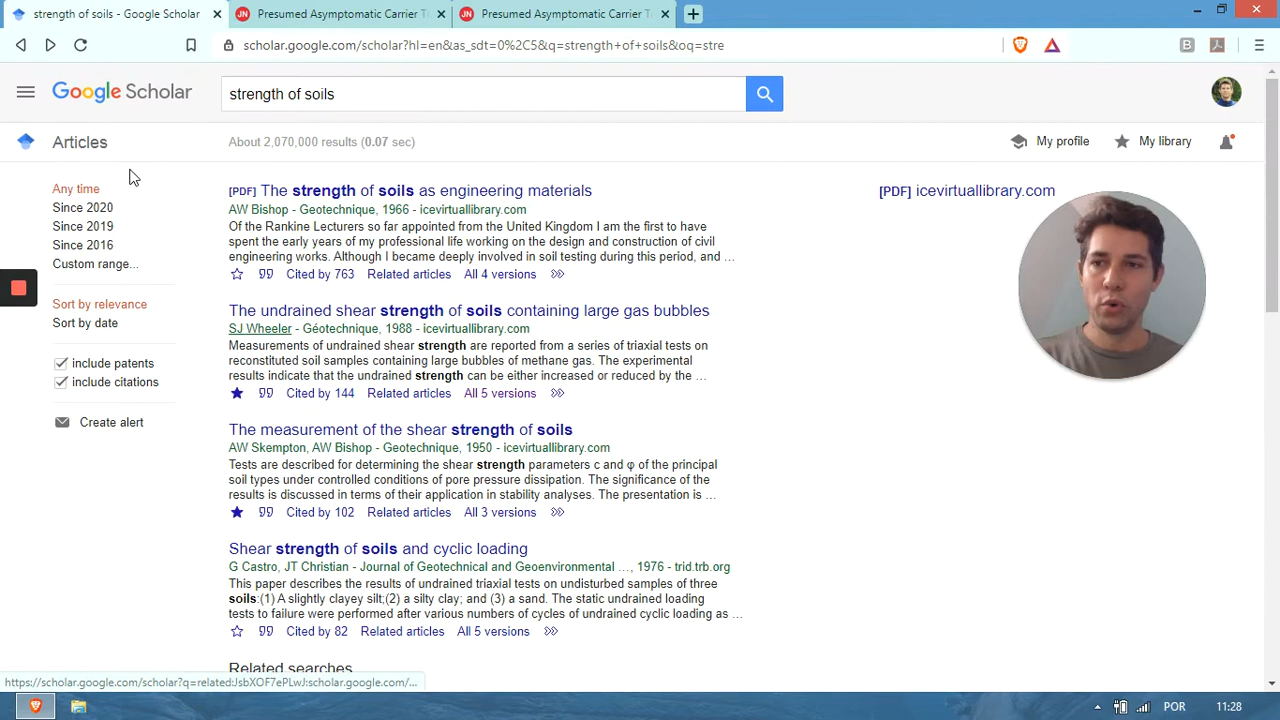 strength of soils - Google Scholar
Presumed Asymptomatic Carrier T
Presumed Asymptomatic Carrier T
scholar.google.com/scholar?hl=en&as_sdt=0%2C5&q=strength+of+soils&oq=stre
Google Scholar
strength of soils
Articles
About 2,070,000 results (0.07 sec)
My profile
My library
Any time
Since 2020
Since 2019
Since 2016
Custom range...
Sort by relevance
Sort by date
include patents
include citations
Create alert
[PDF] The strength of soils as engineering materials
[PDF] icevirtuallibrary.com
AW Bishop - Geotechnique, 1966 - icevirtuallibrary.com
Of the Rankine Lecturers so far appointed from the United Kingdom I am the first to have
spent the early years of my professional life working on the design and construction of civil
engineering works. Although I became deeply involved in soil testing during this period, and …
Cited by 763 Related articles All 4 versions
The undrained shear strength of soils containing large gas bubbles
SJ Wheeler - Géotechnique, 1988 - icevirtuallibrary.com
Measurements of undrained shear strength are reported from a series of triaxial tests on
reconstituted soil samples containing large bubbles of methane gas. The experimental
results indicate that the undrained strength can be either increased or reduced by the …
Cited by 144 Related articles All 5 versions
The measurement of the shear strength of soils
AW Skempton, AW Bishop - Geotechnique, 1950 - icevirtuallibrary.com
Tests are described for determining the shear strength parameters c and φ of the principal
soil types under controlled conditions of pore pressure dissipation. The significance of the
results is discussed in terms of their application in stability analyses. The presentation is …
Cited by 102 Related articles All 3 versions
Shear strength of soils and cyclic loading
G Castro, JT Christian - Journal of Geotechnical and Geoenvironmental …, 1976 - trid.trb.org
This paper describes the results of undrained triaxial tests on undisturbed samples of three
soils:(1) A slightly clayey silt;(2) a silty clay; and (3) a sand. The static undrained loading
tests to failure were performed after various numbers of cycles of undrained cyclic loading as …
Cited by 82 Related articles All 5 versions
Related searches
https://scholar.google.com/scholar?q=related:JsbXOF7ePLwJ:scholar.google.com/...
POR
11:28